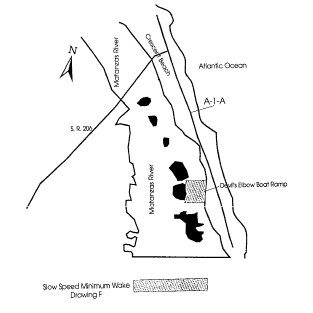 N
Matanzas River
Crescent Beach
Atlantic Ocean
A-1-A
S. R. 206
Matanzas River
Devil's Elbow Boat Ramp
Slow Speed Minimum Wake
Drawing F